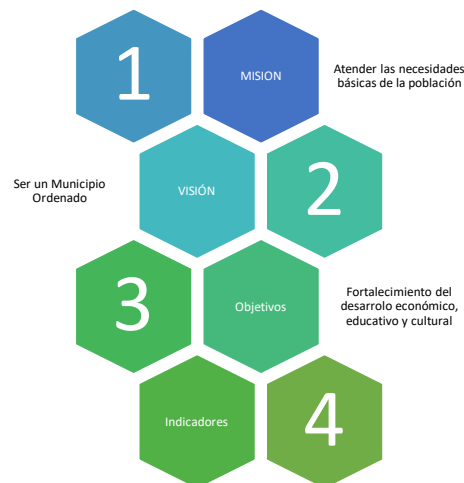 1
MISION
Atender las necesidades
básicas de la población
Ser un Municipio
Ordenado
VISIÓN
2
3
Objetivos
Fortalecimiento del
desarrolo económico,
educativo y cultural
Indicadores
4